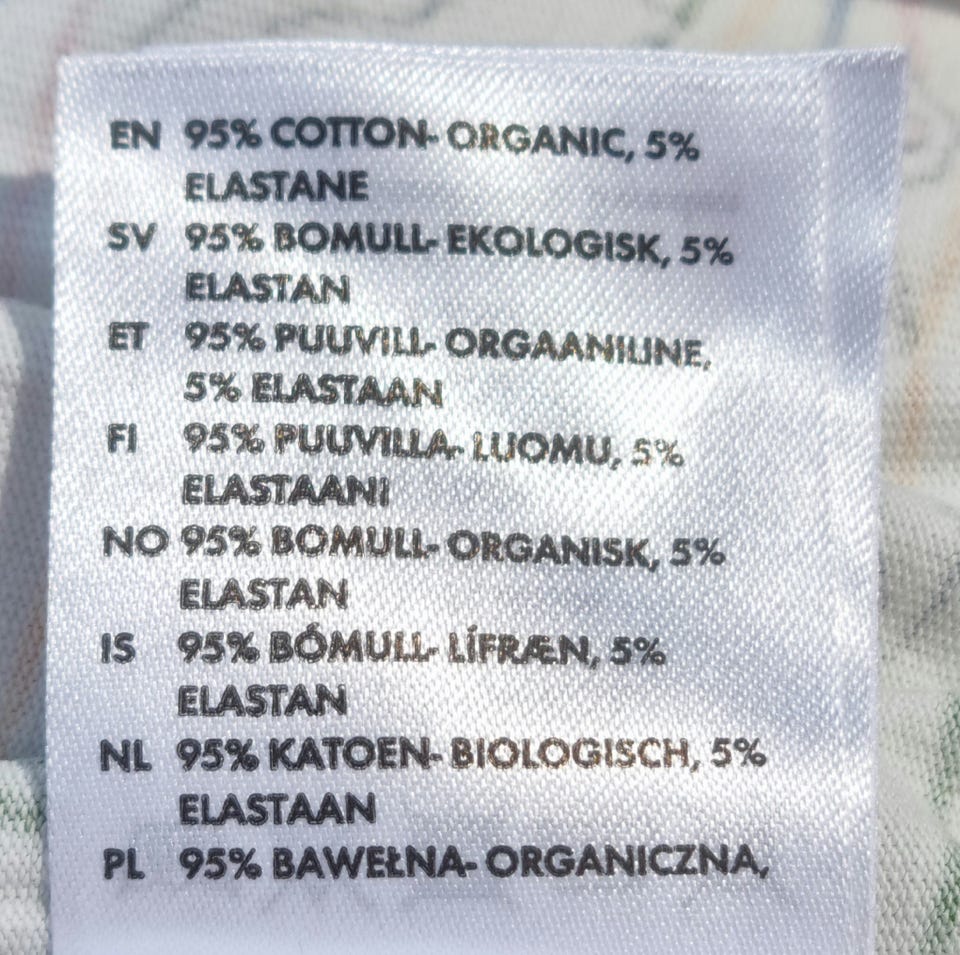 EN 95% COTTON- ORGANIC, 5%
ELASTANE
SV 95% BOMULL- EKOLOGISK, 5%
ELASTAN
ET 95% PUUVILL- ORGAANILINE,
5% ELASTAAN
FI 95% PUUVILLA- LUOMU, 5%
ELASTAANI
NO 95% BOMULL- ORGANISK, 5%
ELASTAN
IS 95% BÓMULL- LÍFRÆN, 5%
ELASTAN
NL 95% KATOEN- BIOLOGISCH, 5%
ELASTAAN
PL 95% BAWEŁNA- ORGANICZNA,